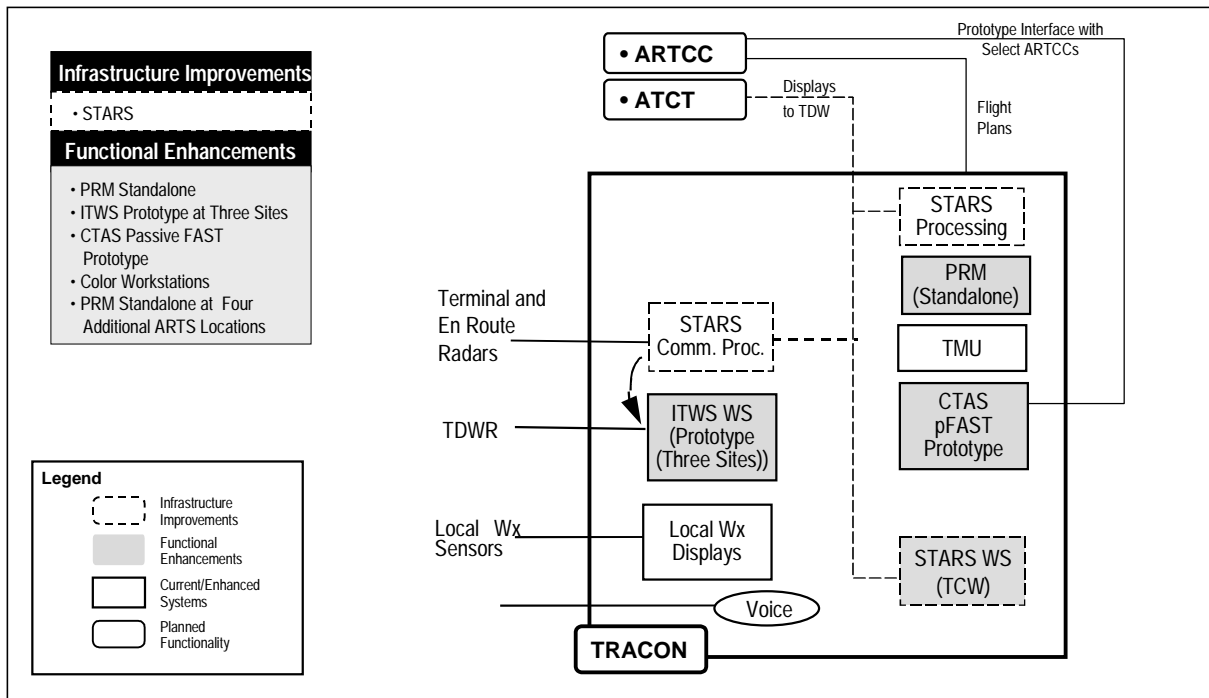 Infrastructure Improvements
• STARS
Functional Enhancements
• PRM Standalone
• ITWS Prototype at Three Sites
• CTAS Passive FAST
Prototype
• Color Workstations
• PRM Standalone at Four
Additional ARTS Locations
Legend
Infrastructure
Improvements
Functional
Enhancements
Current/Enhanced
Systems
Planned
Functionality
• ARTCC
• ATCT
Prototype Interface with
Select ARTCCs
Displays
to TDW
Flight
Plans
Terminal and
En Route
Radars
TDWR
Local Wx
Sensors
STARS
Comm. Proc.
ITWS WS
(Prototype
(Three Sites))
Local Wx
Displays
Voice
STARS
Processing
PRM
(Standalone)
TMU
CTAS
pFAST
Prototype
STARS WS
(TCW)
TRACON